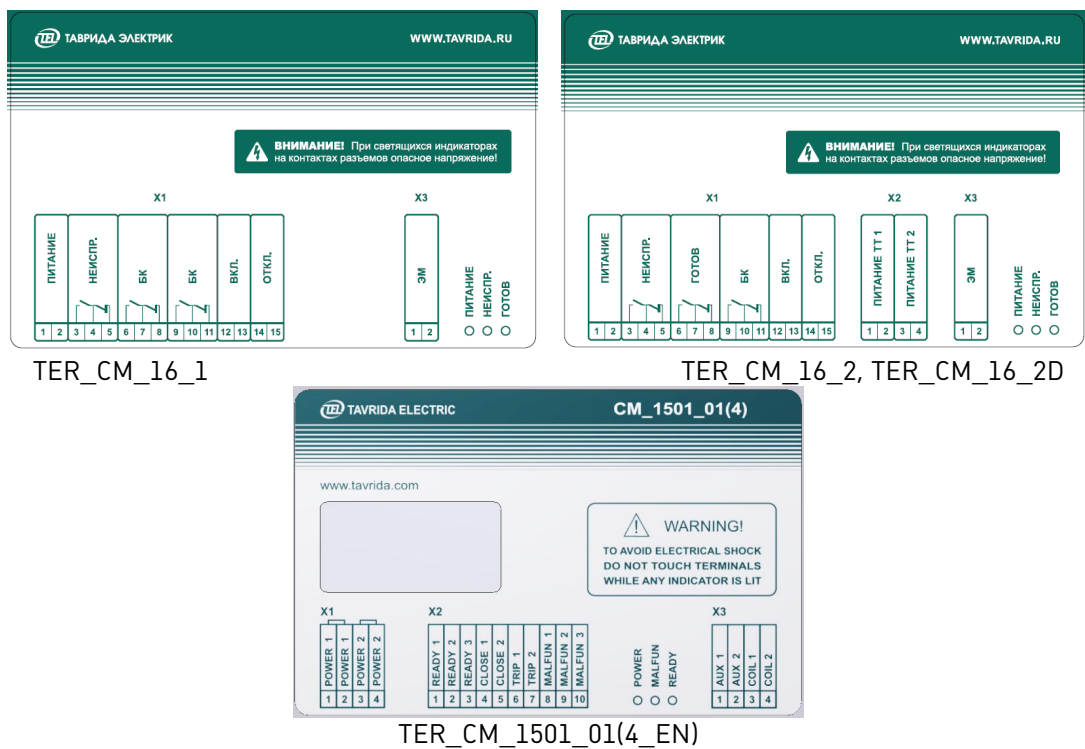 TEL ТАВРИДА ЭЛЕКТРИК WWW.TAVRIDA.RU
ВНИМАНИЕ! При светящихся индикаторах
на контактах разъемов опасное напряжение!
X1 X3
ПИТАНИЕ НЕИСПР. БК БК ВКЛ. ОТКЛ. ЭМ ПИТАНИЕ НЕИСПР. ГОТОВ
1 2 3 4 5 6 7 8 9 10 11 12 13 14 15 1 2
TER_CM_16_1
TEL ТАВРИДА ЭЛЕКТРИК WWW.TAVRIDA.RU
ВНИМАНИЕ! При светящихся индикаторах
на контактах разъемов опасное напряжение!
X1 X2 X3
ПИТАНИЕ НЕИСПР. ГОТОВ БК ВКЛ. ОТКЛ. ПИТАНИЕ ТТ 1 ПИТАНИЕ ТТ 2 ЭМ ПИТАНИЕ НЕИСПР. ГОТОВ
1 2 3 4 5 6 7 8 9 10 11 12 13 14 15 1 2 3 4 1 2
TER_CM_16_2, TER_CM_16_2D
TEL TAVRIDA ELECTRIC CM_1501_01(4)
www.tavrida.com
WARNING!
TO AVOID ELECTRICAL SHOCK
DO NOT TOUCH TERMINALS
WHILE ANY INDICATOR IS LIT
X1 X2 X3
POWER 1 POWER 1 POWER 2 POWER 2 READY 1 READY 2 READY 3 CLOSE 1 CLOSE 2 TRIP 1 TRIP 2 MALFUN 1 MALFUN 2 MALFUN 3 POWER MALFUN READY AUX 1 AUX 2 COIL 1 COIL 2
1 2 3 4 1 2 3 4 5 6 7 8 9 10 1 2 3 4
TER_CM_1501_01(4_EN)